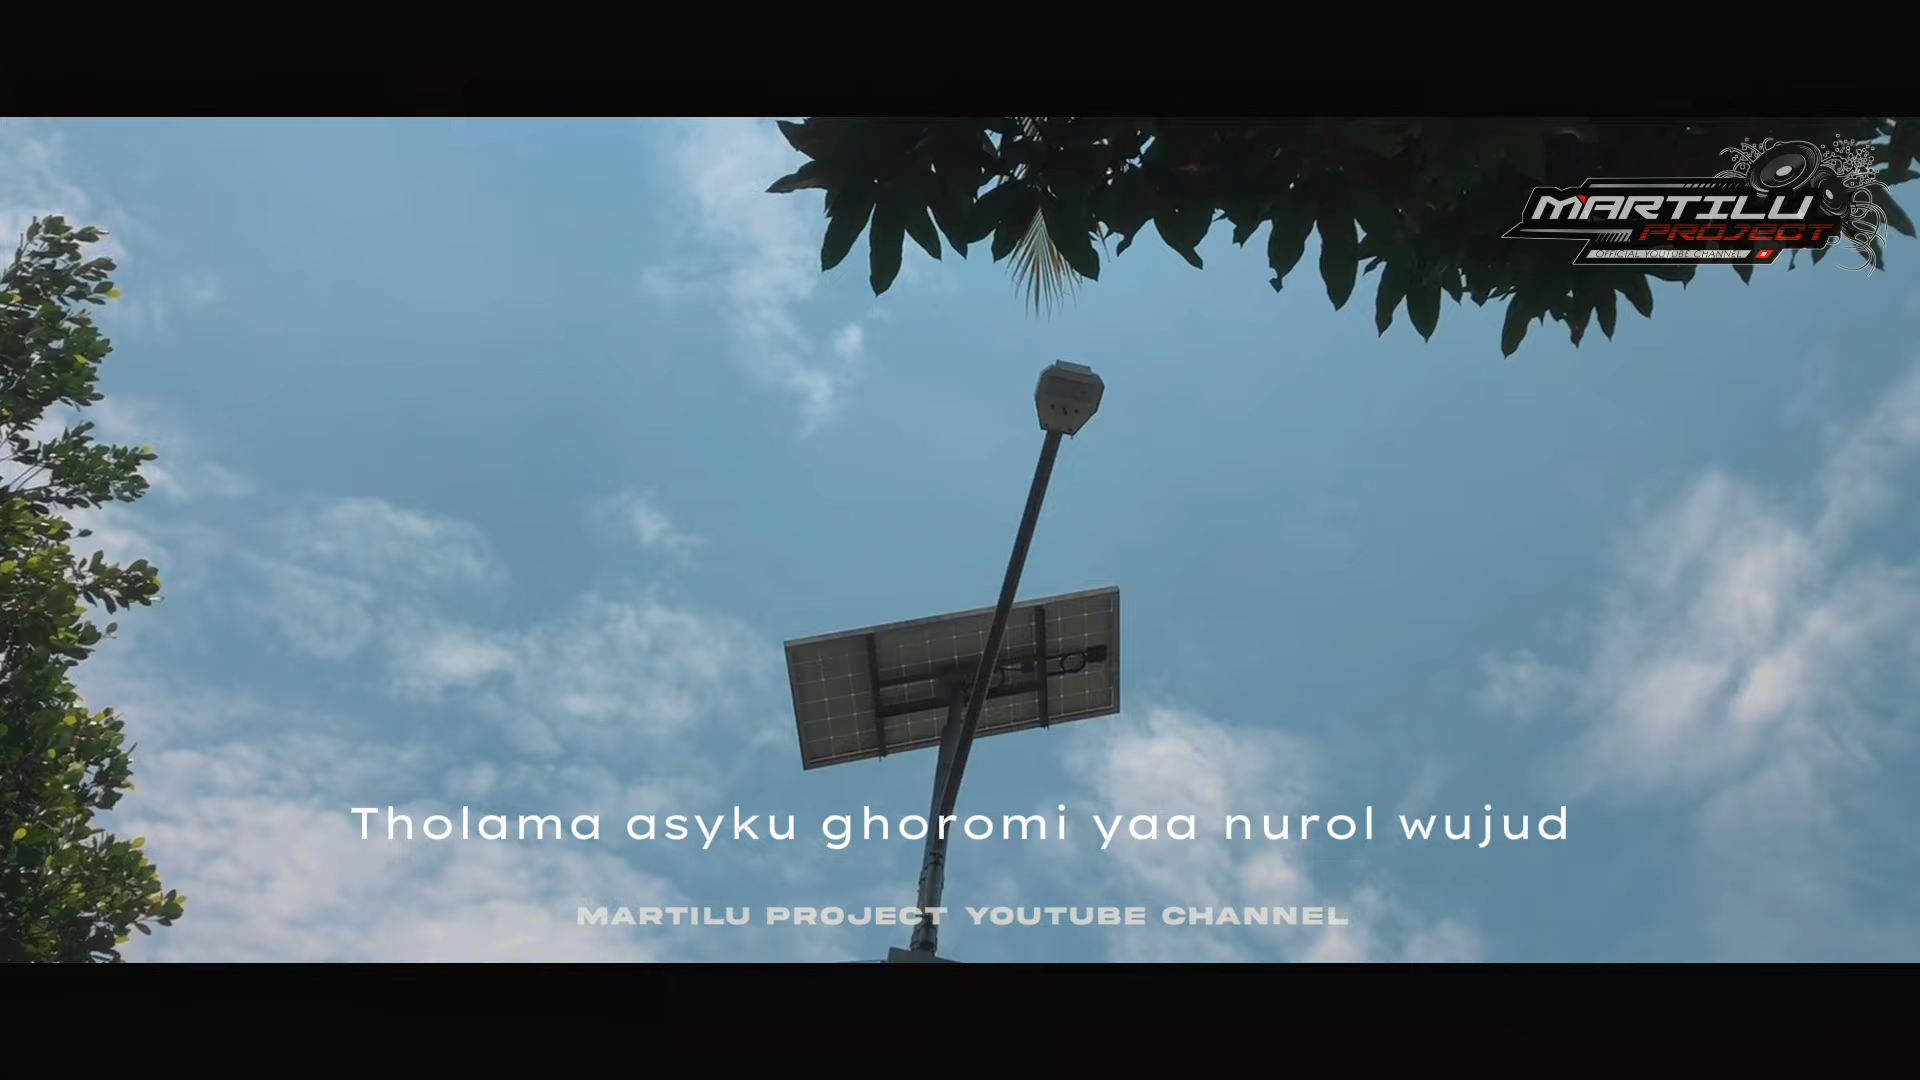 MARTILU
PROJECT
OFFICIAL YOUTUBE CHANNEL
Tholama asyku ghoromi yaa nurol wujud
MARTILU PROJECT YOUTUBE CHANNEL